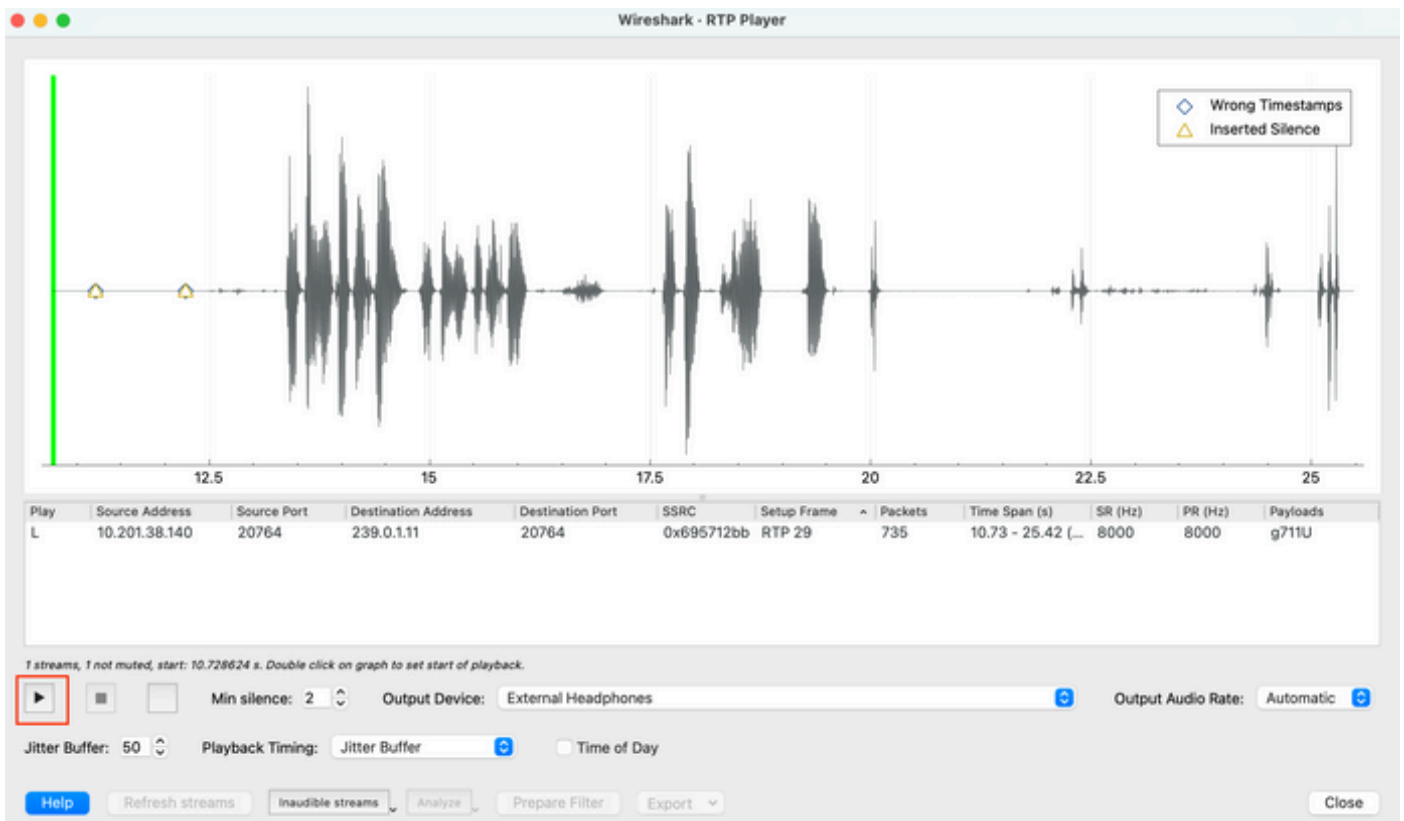 Wireshark - RTP Player
Wrong Timestamps
Inserted Silence
12.5 15 17.5 20 22.5 25
Play Source Address Source Port Destination Address Destination Port SSRC Setup Frame Packets Time Span (s) SR (Hz) PR (Hz) Payloads
L 10.201.38.140 20764 239.0.1.11 20764 0x695712bb RTP 29 735 10.73 - 25.42 (... 8000 8000 g711U
1 streams, 1 not muted, start: 10.728624 s. Double click on graph to set start of playback.
Min silence: 2 Output Device: External Headphones Output Audio Rate: Automatic
Jitter Buffer: 50 Playback Timing: Jitter Buffer Time of Day
Help Refresh streams Inaudible streams Analyze Prepare Filter Export Close